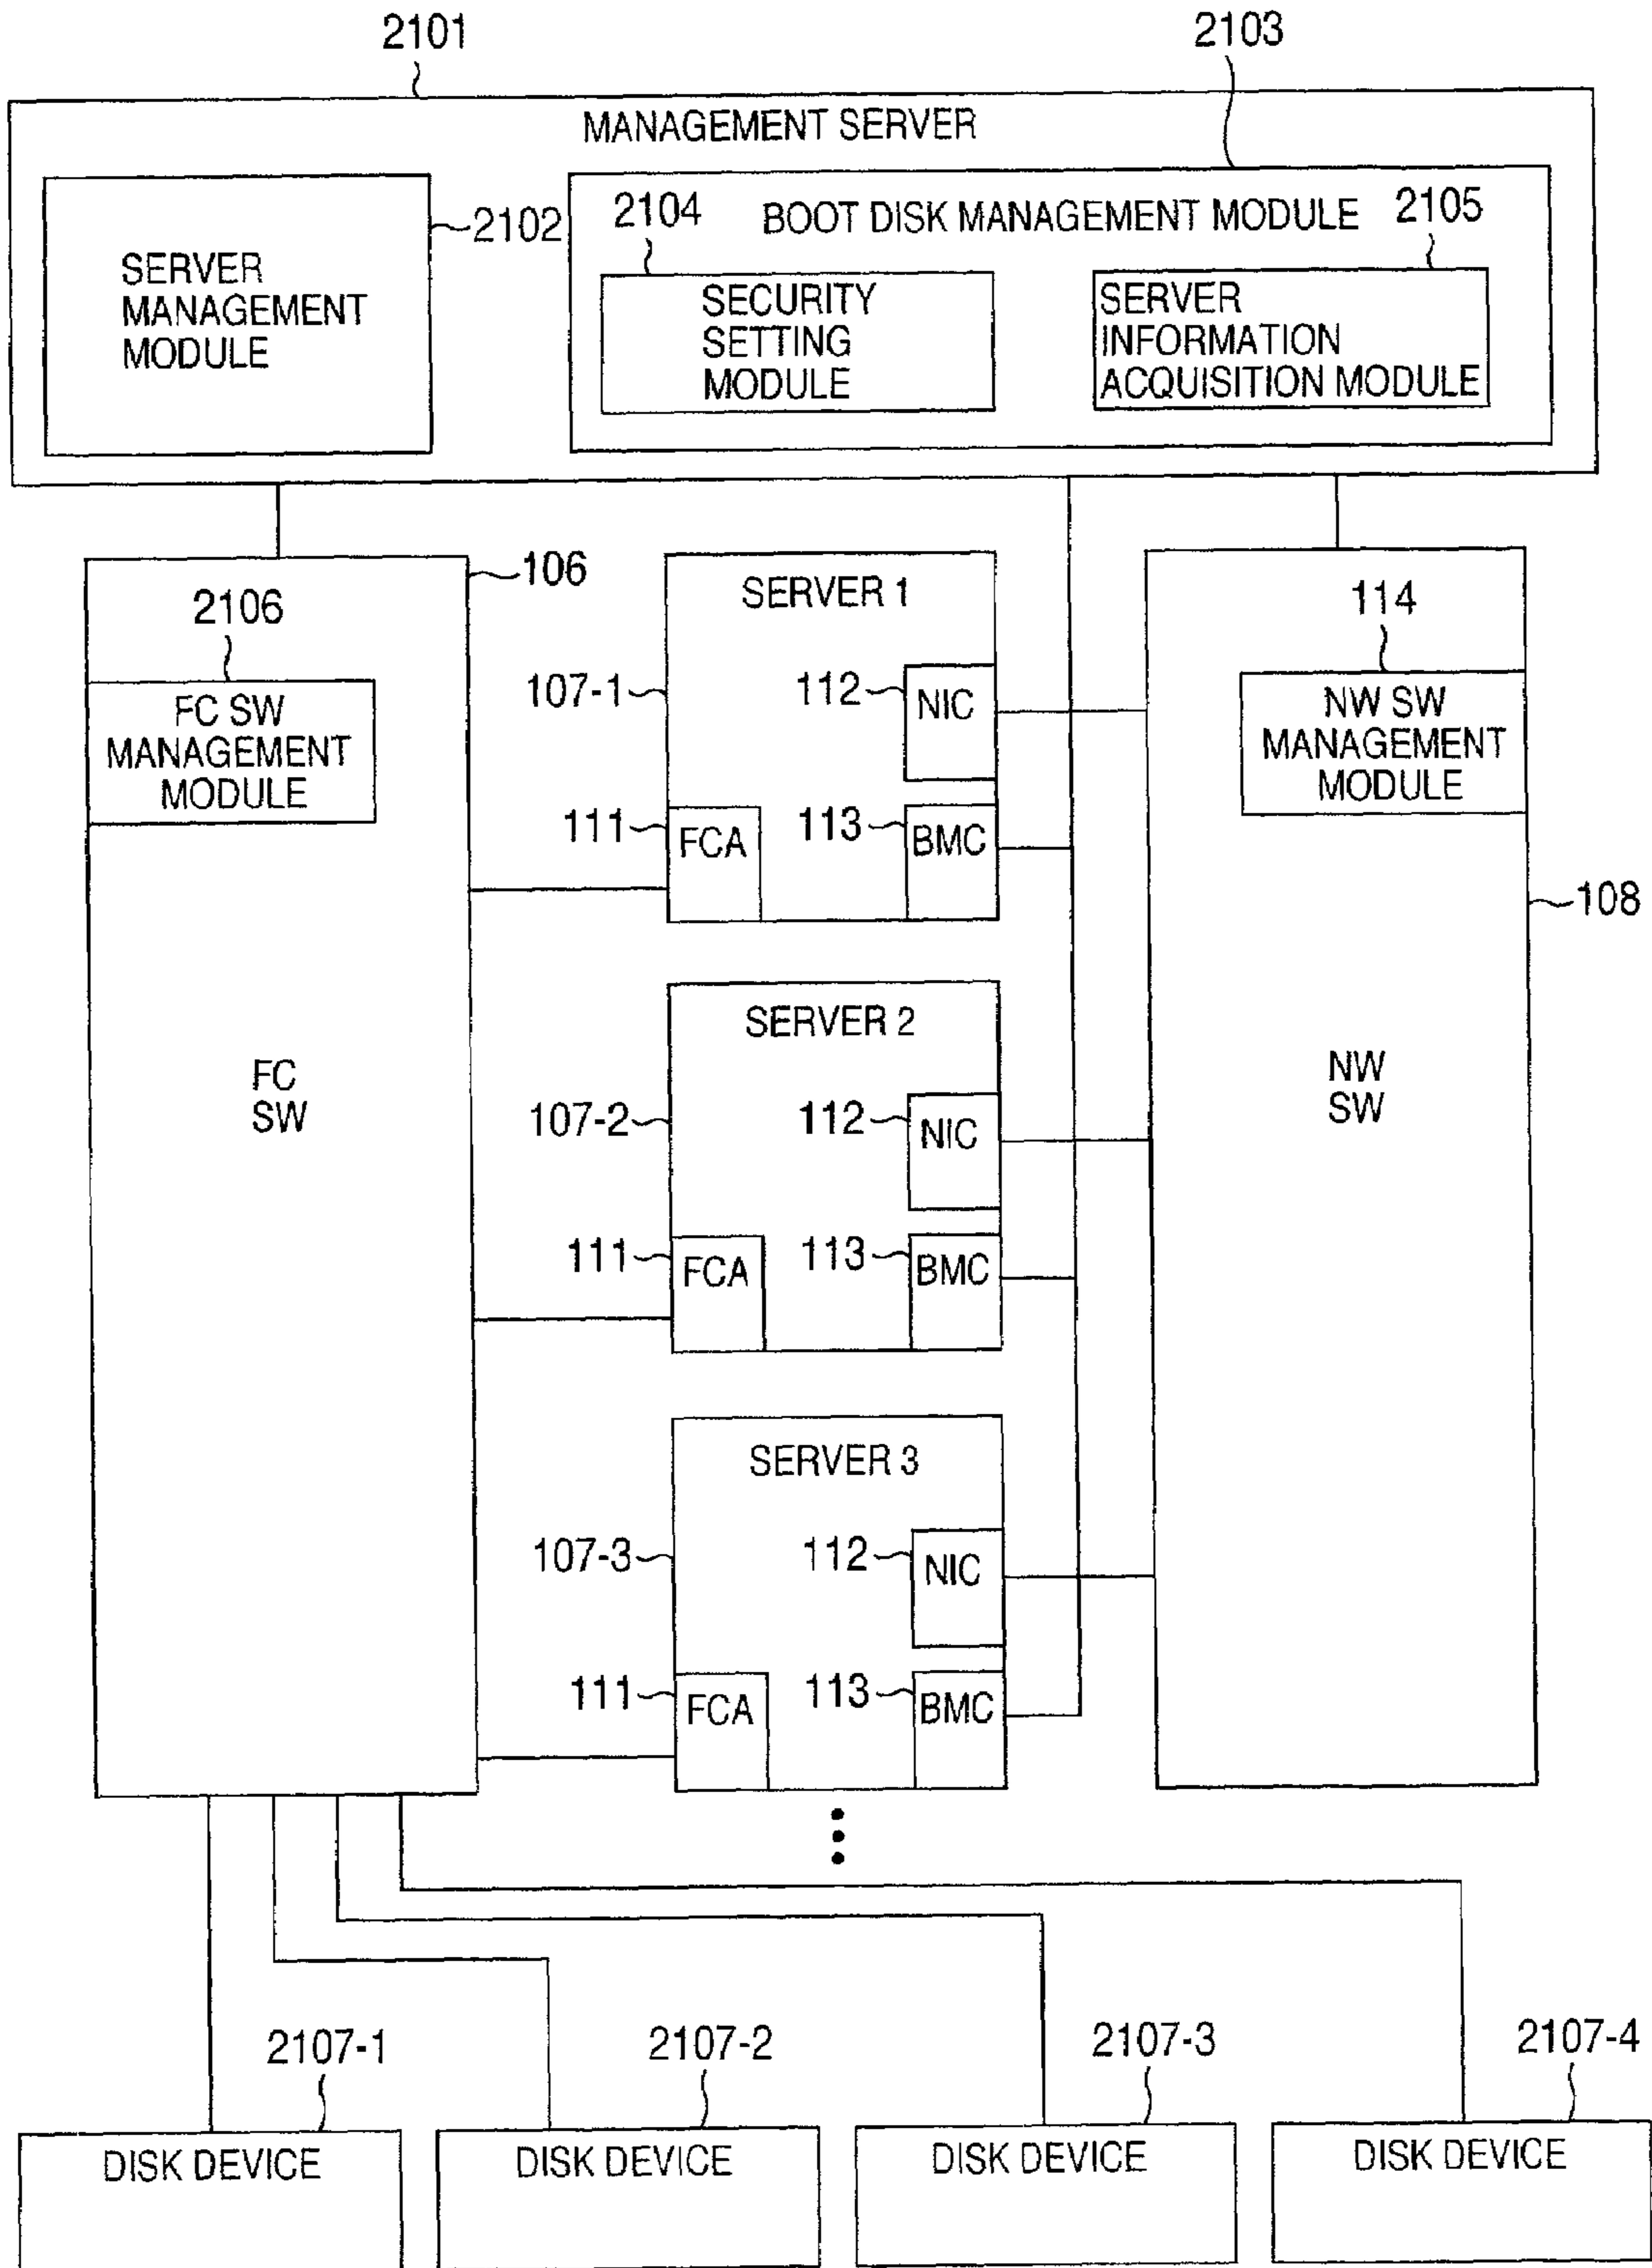 2101
2103
MANAGEMENT SERVER
2102
SERVER
MANAGEMENT
MODULE
BOOT DISK MANAGEMENT MODULE
2104
2105
SECURITY
SETTING
MODULE
SERVER
INFORMATION
ACQUISITION MODULE
106
2106
FC SW
MANAGEMENT
MODULE
FC
SW
SERVER 1
107-1
112
NIC
111
FCA
113
BMC
114
NW SW
MANAGEMENT
MODULE
108
NW
SW
SERVER 2
107-2
112
NIC
111
FCA
113
BMC
SERVER 3
107-3
112
NIC
111
FCA
113
BMC
2107-1
2107-2
2107-3
2107-4
DISK DEVICE
DISK DEVICE
DISK DEVICE
DISK DEVICE